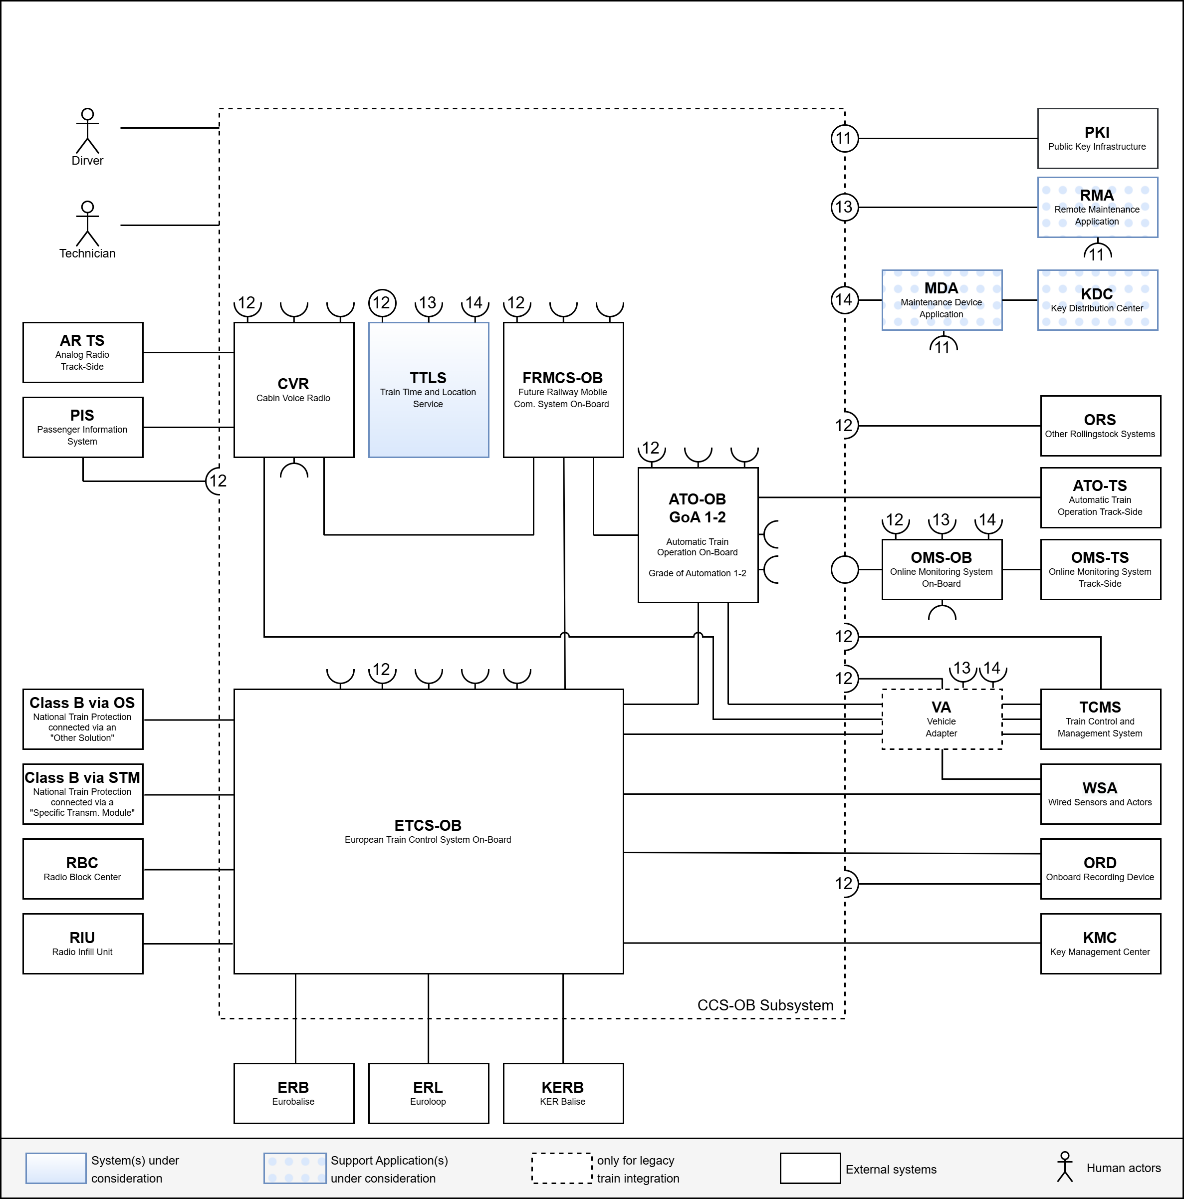 Dirver
Technician
11
PKI
Public Key Infrastructure
13
RMA
Remote Maintenance
Application
11
14
MDA
Maintenance Device
Application
11
KDC
Key Distribution Center
12
12
13
14
12
AR TS
Analog Radio
Track-Side
CVR
Cabin Voice Radio
TTLS
Train Time and Location
Service
FRMCS-OB
Future Railway Mobile
Com. System On-Board
PIS
Passenger Information
System
12
12
ORS
Other Rollingstock Systems
12
ATO-OB
GoA 1-2
Automatic Train
Operation On-Board
Grade of Automation 1-2
ATO-TS
Automatic Train
Operation Track-Side
12
13
14
OMS-OB
Online Monitoring System
On-Board
OMS-TS
Online Monitoring System
Track-Side
12
12
12
13
14
Class B via OS
National Train Protection
connected via an
"Other Solution"
VA
Vehicle
Adapter
TCMS
Train Control and
Management System
Class B via STM
National Train Protection
connected via a
"Specific Transm. Module"
ETCS-OB
European Train Control System On-Board
WSA
Wired Sensors and Actors
RBC
Radio Block Center
12
ORD
Onboard Recording Device
RIU
Radio Infill Unit
KMC
Key Management Center
CCS-OB Subsystem
ERB
Eurobalise
ERL
Euroloop
KERB
KER Balise
System(s) under
consideration
Support Application(s)
under consideration
only for legacy
train integration
External systems
Human actors